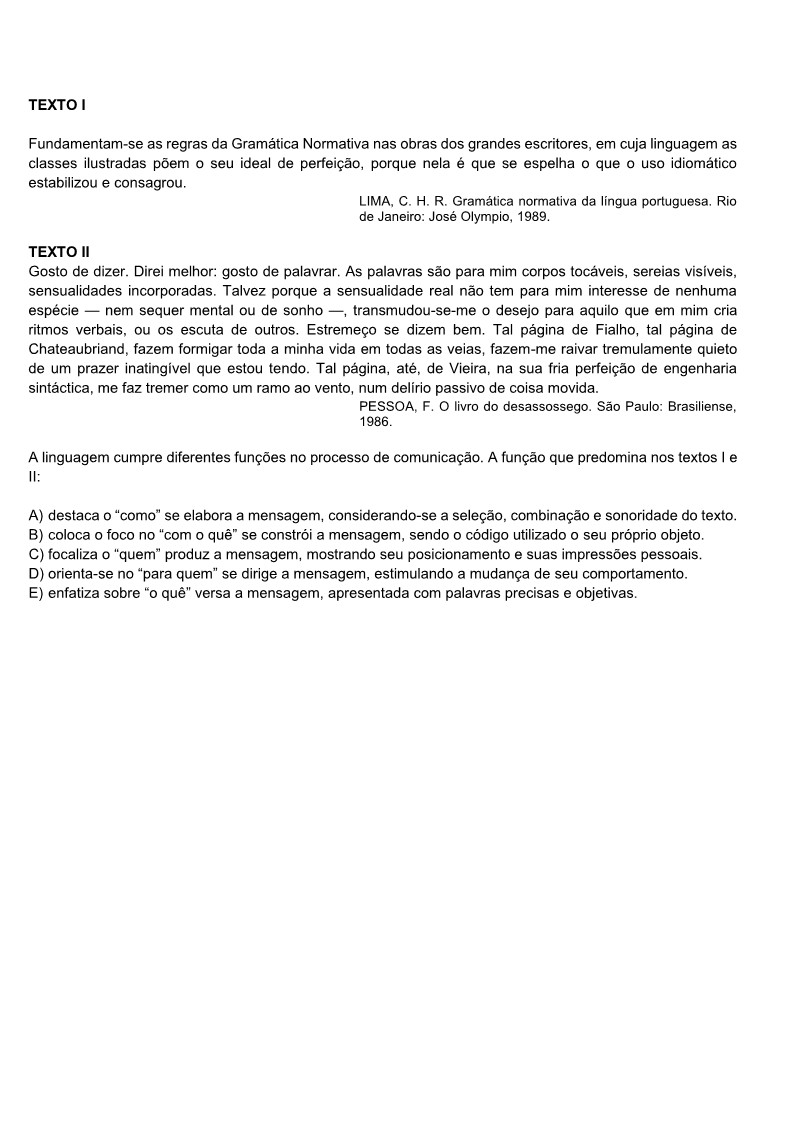 TEXTO I
Fundamentam-se as regras da Gramática Normativa nas obras dos grandes escritores, em cuja linguagem as
classes ilustradas põem o seu ideal de perfeição, porque nela é que se espelha o que o uso idiomático
estabilizou e consagrou.
LIMA, C. H. R. Gramática normativa da língua portuguesa. Rio
de Janeiro: José Olympio, 1989.
TEXTO II
Gosto de dizer. Direi melhor: gosto de palavrar. As palavras são para mim corpos tocáveis, sereias visíveis,
sensualidades incorporadas. Talvez porque a sensualidade real não tem para mim interesse de nenhuma
espécie — nem sequer mental ou de sonho —, transmudou-se-me o desejo para aquilo que em mim cria
ritmos verbais, ou os escuta de outros. Estremeço se dizem bem. Tal página de Fialho, tal página de
Chateaubriand, fazem formigar toda a minha vida em todas as veias, fazem-me raivar tremulamente quieto
de um prazer inatingível que estou tendo. Tal página, até, de Vieira, na sua fria perfeição de engenharia
sintáctica, me faz tremer como um ramo ao vento, num delírio passivo de coisa movida.
PESSOA, F. O livro do desassossego. São Paulo: Brasiliense,
1986.
A linguagem cumpre diferentes funções no processo de comunicação. A função que predomina nos textos I e
II:
A) destaca o “como” se elabora a mensagem, considerando-se a seleção, combinação e sonoridade do texto.
B) coloca o foco no “com o quê” se constrói a mensagem, sendo o código utilizado o seu próprio objeto.
C) focaliza o “quem” produz a mensagem, mostrando seu posicionamento e suas impressões pessoais.
D) orienta-se no “para quem” se dirige a mensagem, estimulando a mudança de seu comportamento.
E) enfatiza sobre “o quê” versa a mensagem, apresentada com palavras precisas e objetivas.